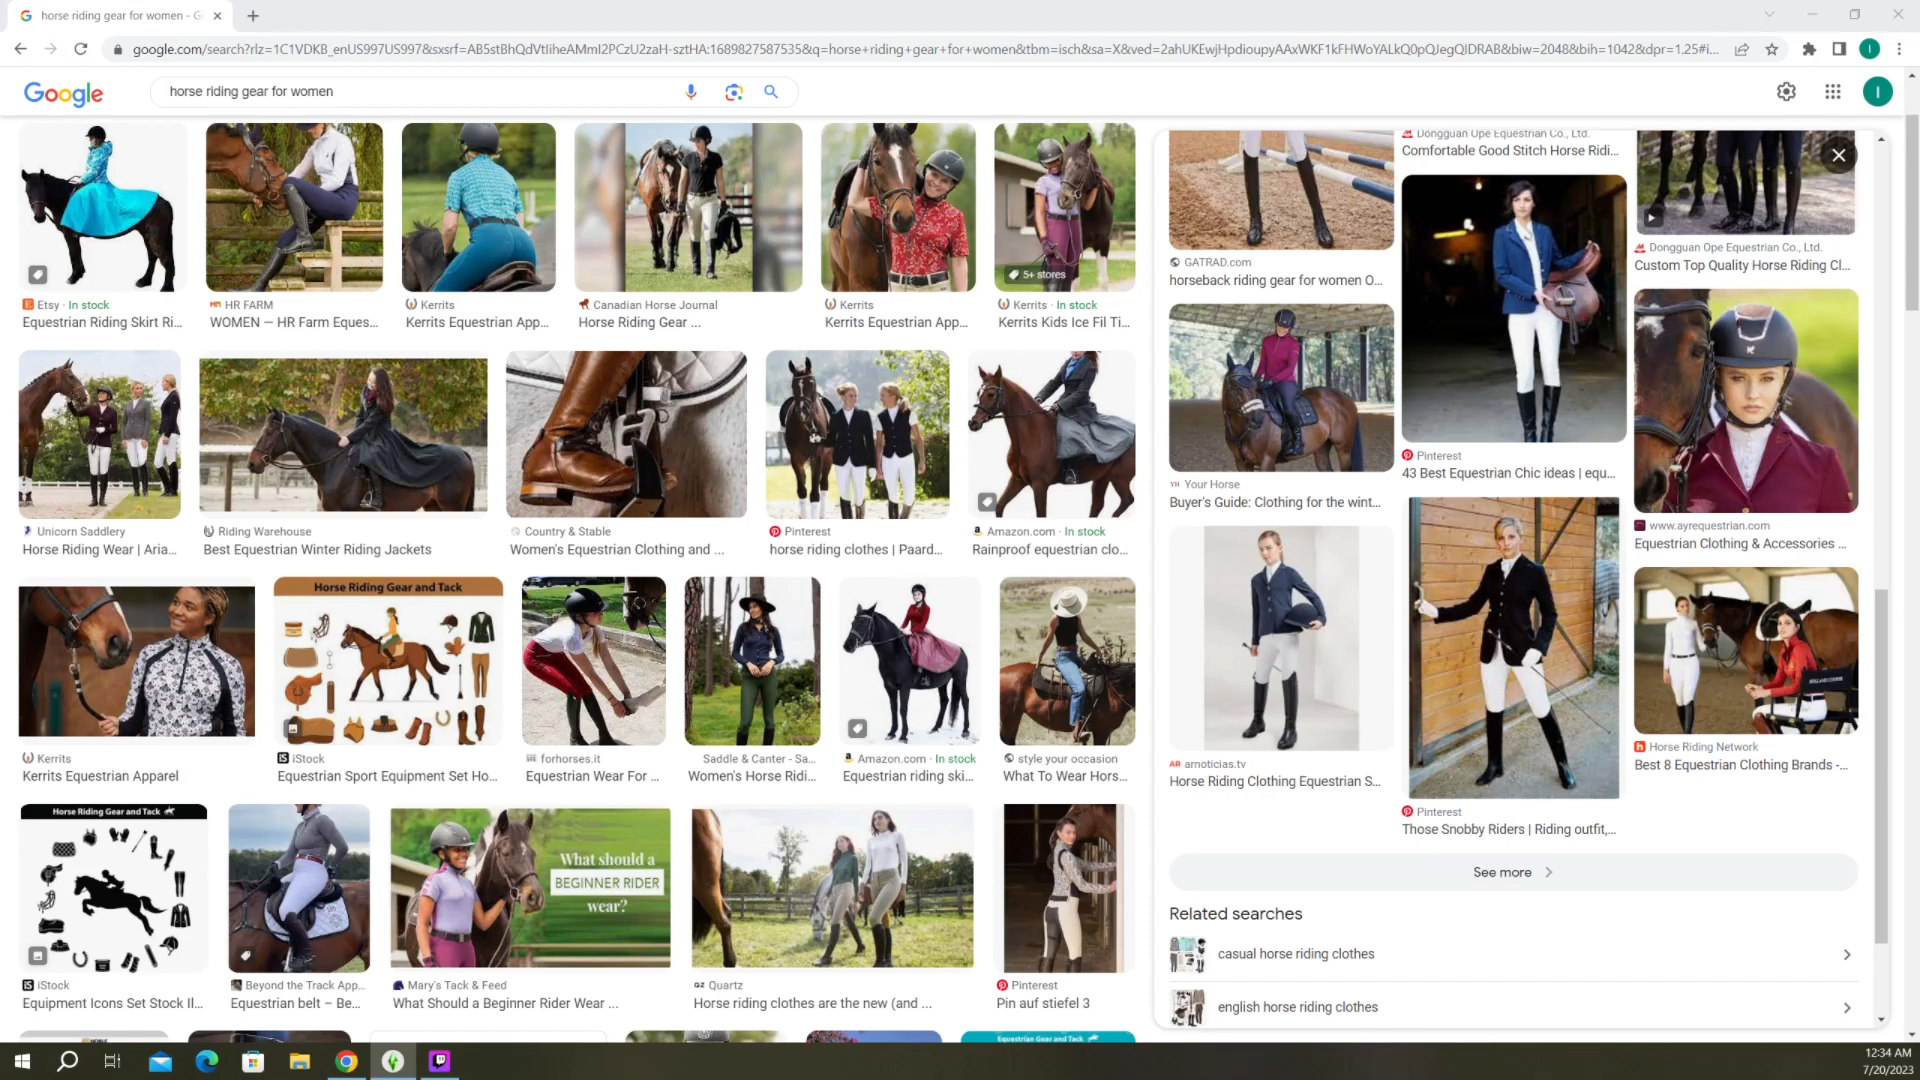 horse riding gear for women - G
google.com/search?rlz=1C1VDKB_enUS997US997&sxsrf=AB5stBhQdVtIiheAMmI2PCzU2zaH-sztHA:1689827587535&q=horse+riding+gear+for+women&tbm=isch&sa=X&ved=2ahUKEwjHpdioupyAAxWKF1kFHWoYALkQ0pQJegQIDRAB&biw=2048&bih=1042&dpr=1.25#i...
Google
horse riding gear for women
I
I
Etsy · In stock
Equestrian Riding Skirt Ri...
HR FARM
WOMEN — HR Farm Eques...
Kerrits
Kerrits Equestrian App...
Canadian Horse Journal
Horse Riding Gear ...
Kerrits
Kerrits Equestrian App...
5+ stores
Kerrits · In stock
Kerrits Kids Ice Fil Ti...
Unicorn Saddlery
Horse Riding Wear | Aria...
Riding Warehouse
Best Equestrian Winter Riding Jackets
Country & Stable
Women's Equestrian Clothing and ...
Pinterest
horse riding clothes | Paard...
Amazon.com · In stock
Rainproof equestrian clo...
Kerrits
Kerrits Equestrian Apparel
Horse Riding Gear and Tack
iStock
Equestrian Sport Equipment Set Ho...
forhorses.it
Equestrian Wear For ...
Saddle & Canter - Sa...
Women's Horse Ridi...
Amazon.com · In stock
Equestrian riding ski...
style your occasion
What To Wear Hors...
Horse Riding Gear and Tack
iStock
Equipment Icons Set Stock Il...
Beyond the Track App...
Equestrian belt – Be...
What should a
BEGINNER RIDER
wear?
Mary's Tack & Feed
What Should a Beginner Rider Wear ...
Quartz
Horse riding clothes are the new (and ...
Pinterest
Pin auf stiefel 3
Equestrian Gear and Tack
GATRAD.com
horseback riding gear for women O...
Your Horse
Buyer's Guide: Clothing for the wint...
arnoticias.tv
Horse Riding Clothing Equestrian S...
Dongguan Ope Equestrian Co., Ltd.
Comfortable Good Stitch Horse Ridi...
Pinterest
43 Best Equestrian Chic ideas | equ...
Pinterest
Those Snobby Riders | Riding outfit,...
Dongguan Ope Equestrian Co., Ltd.
Custom Top Quality Horse Riding Cl...
www.ayrequestrian.com
Equestrian Clothing & Accessories ...
HOLLAND COOPER
Horse Riding Network
Best 8 Equestrian Clothing Brands -...
See more
Related searches
casual horse riding clothes
english horse riding clothes
12:34 AM
7/20/2023